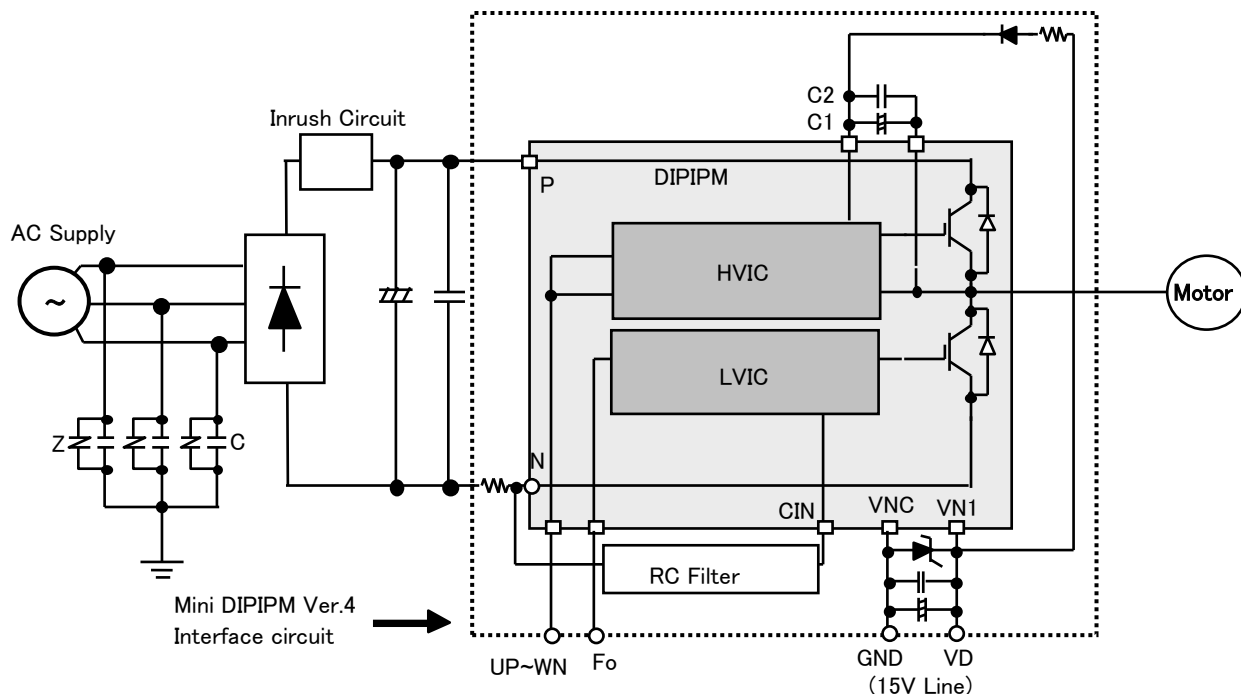 C2
C1
Inrush Circuit
P
DIPIPM
AC Supply
~
HVIC
Motor
LVIC
Z
C
N
CIN
VNC
VN1
RC Filter
Mini DIPIPM Ver.4
Interface circuit
UP~WN
Fo
GND
VD
(15V Line)